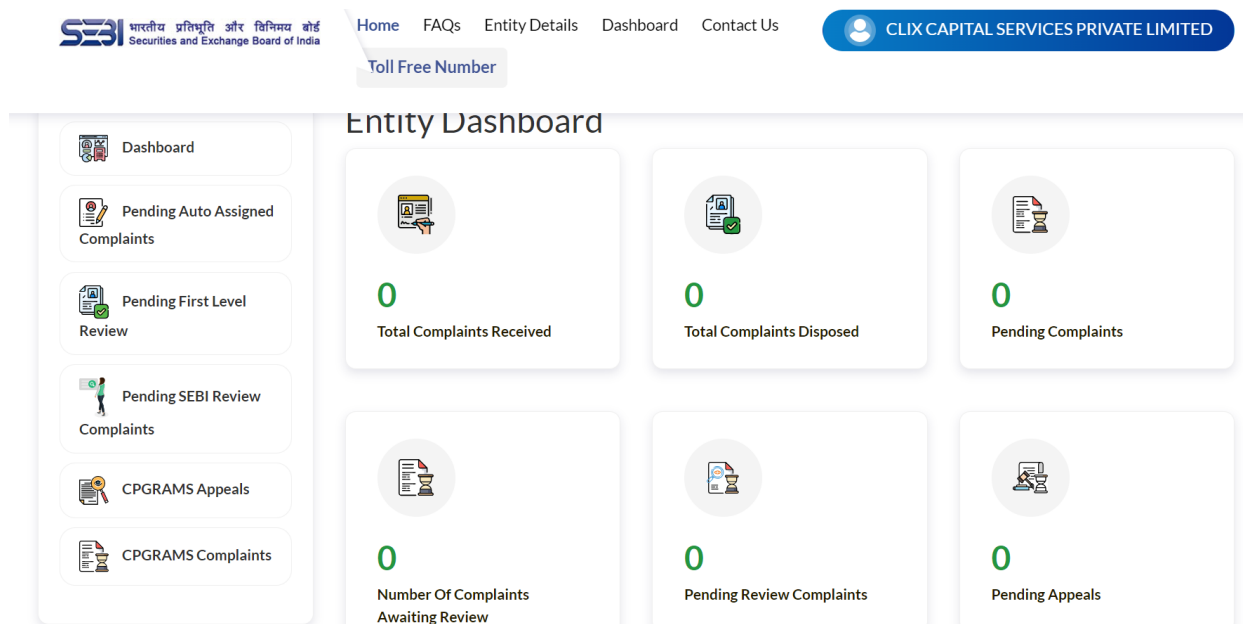 भारतीय प्रतिभूति और विनिमय बोर्ड
Securities and Exchange Board of India
Home FAQs Entity Details Dashboard Contact Us
Toll Free Number
CLIX CAPITAL SERVICES PRIVATE LIMITED
Dashboard
Pending Auto Assigned
Complaints
Pending First Level
Review
Pending SEBI Review
Complaints
CPGRAMS Appeals
CPGRAMS Complaints
Entity Dashboard
0
Total Complaints Received
0
Total Complaints Disposed
0
Pending Complaints
0
Number Of Complaints
Awaiting Review
0
Pending Review Complaints
0
Pending Appeals